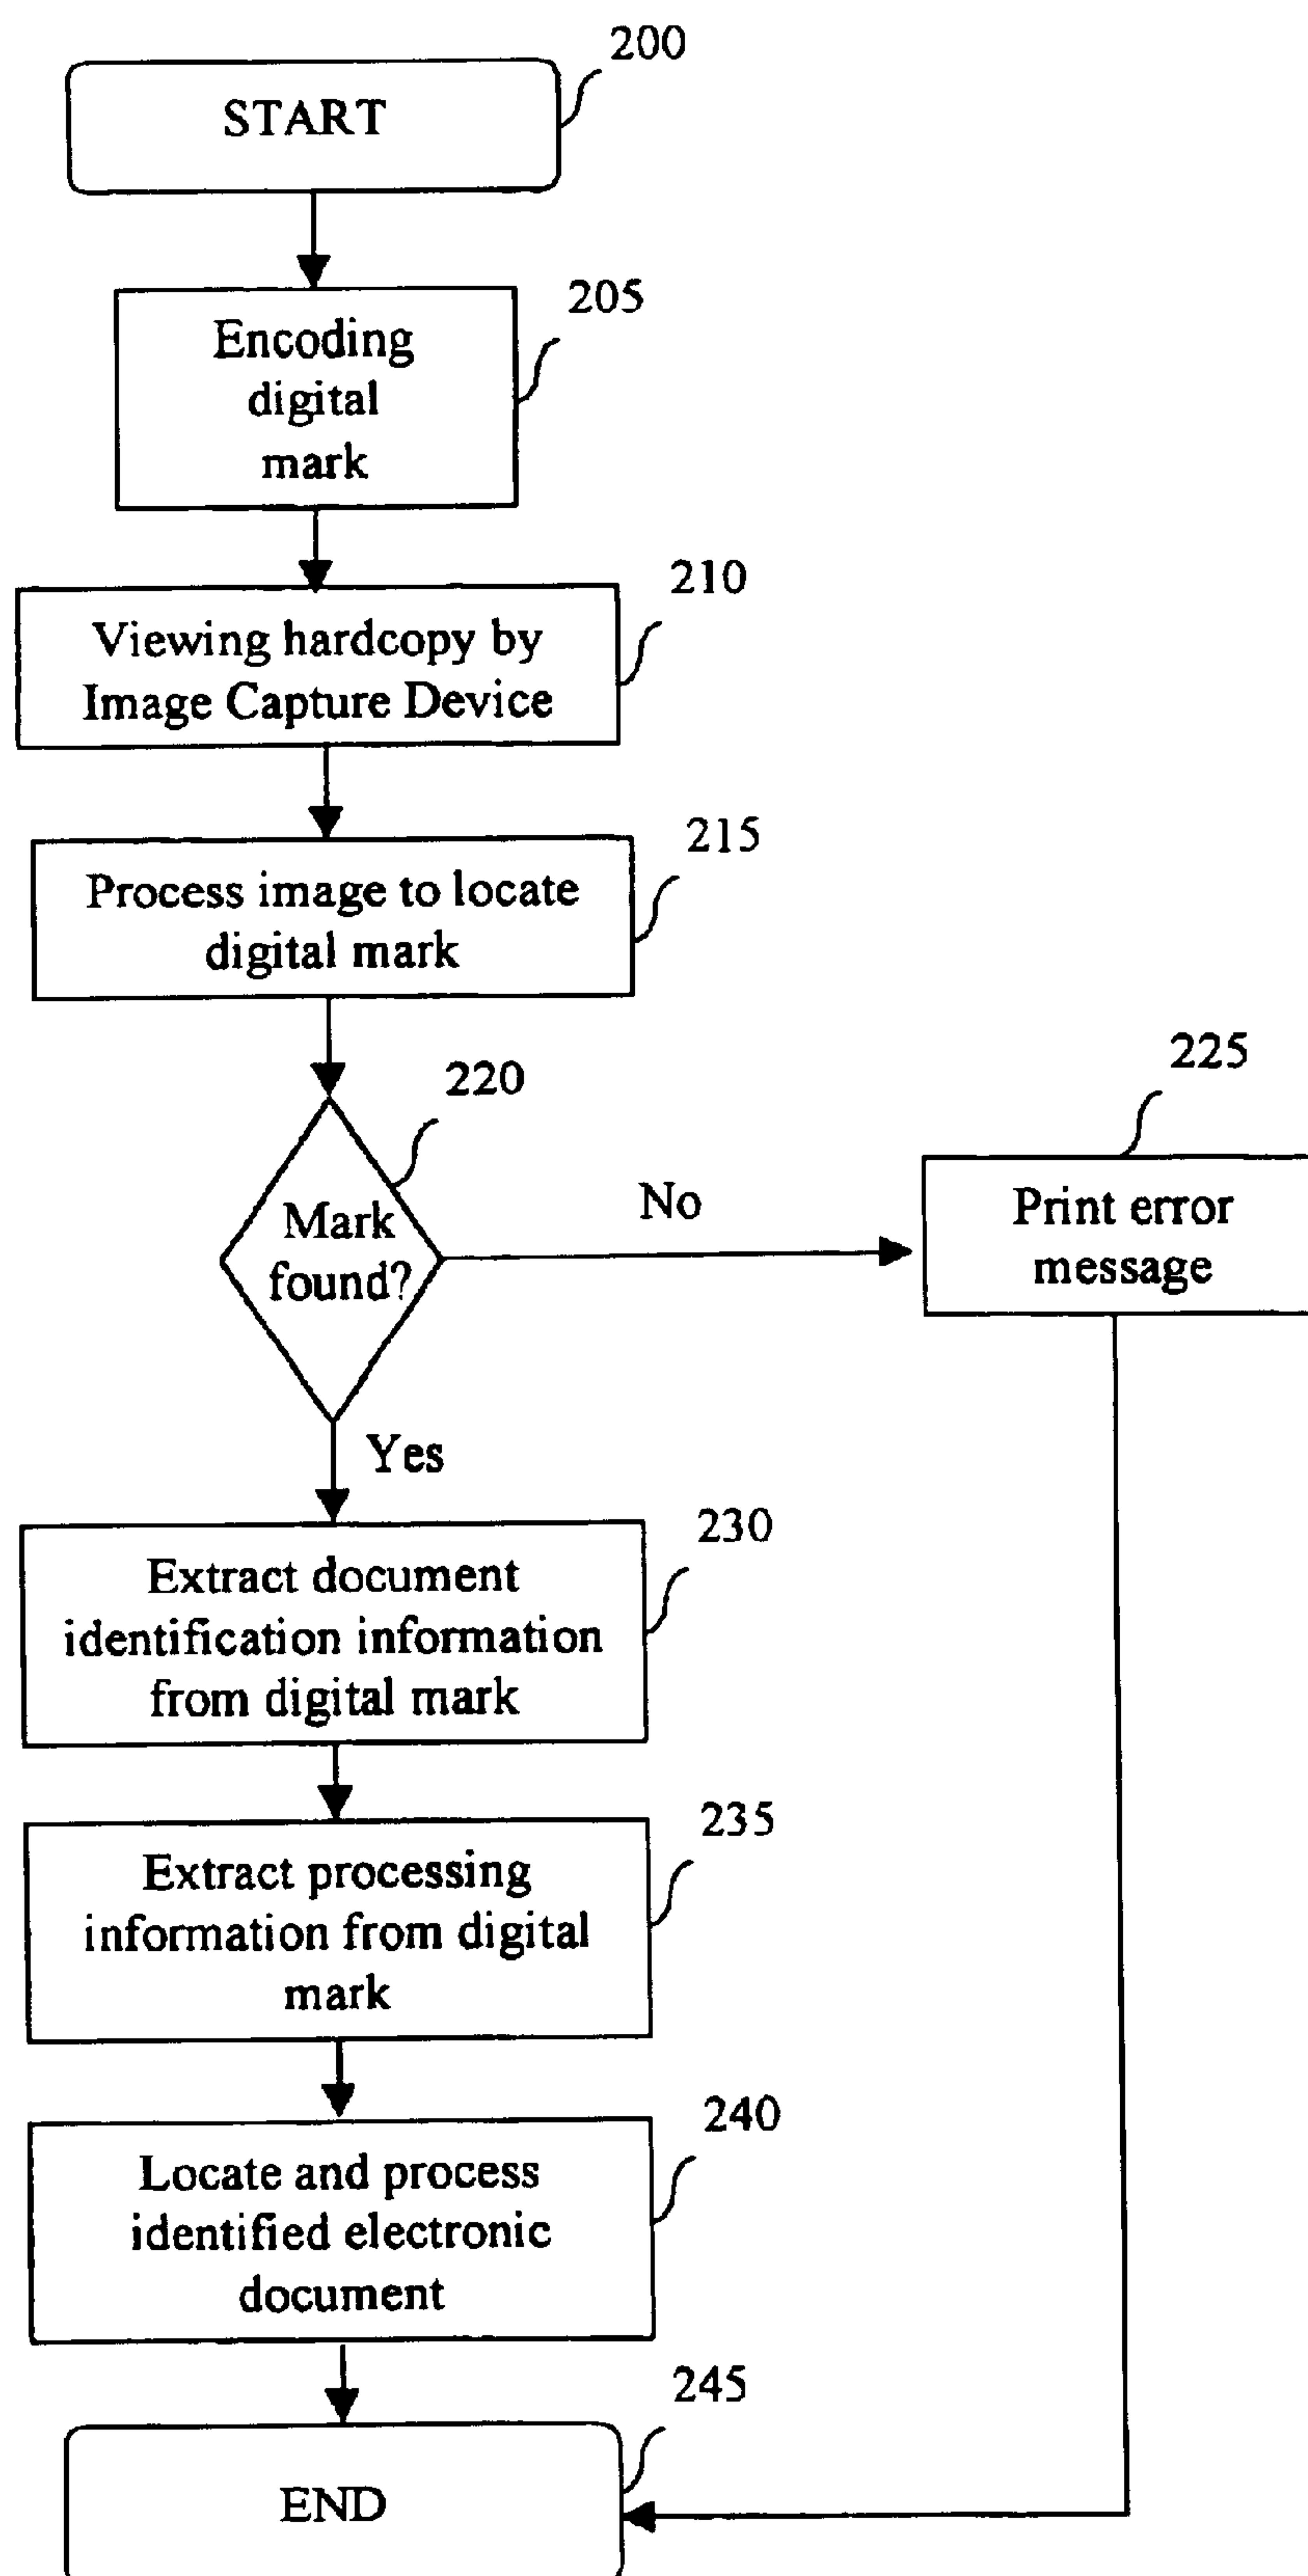 200
START
205
Encoding
digital
mark
210
Viewing hardcopy by
Image Capture Device
215
Process image to locate
digital mark
220
Mark
found?
No
225
Print error
message
Yes
230
Extract document
identification information
from digital mark
235
Extract processing
information from digital
mark
240
Locate and process
identified electronic
document
245
END